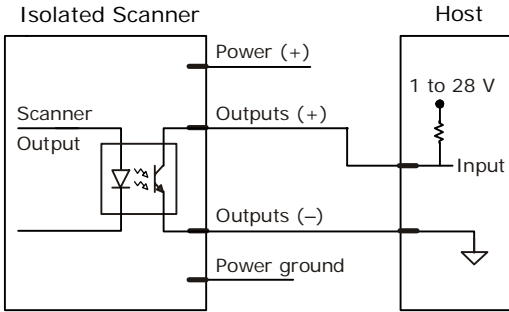 Isolated Scanner
Host
Power (+)
1 to 28 V
Scanner
Output
Outputs (+)
Input
Outputs (–)
Power ground